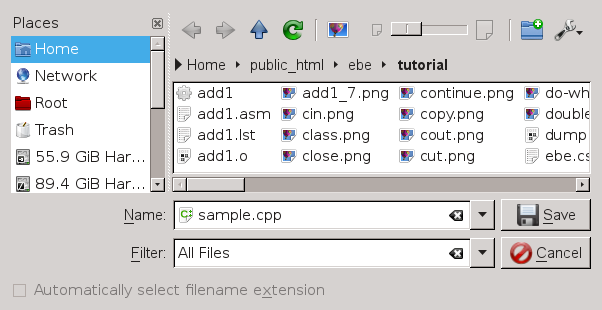 Places
Home
Network
Root
Trash
55.9 GiB Har...
89.4 GiB Har...
Home public_html ebe tutorial
add1 add1_7.png continue.png do-wh
add1.asm cin.png copy.png double
add1.lst class.png cout.png dump
add1.o close.png cut.png ebe.cs
Name: sample.cpp Save
Filter: All Files Cancel
Automatically select filename extension